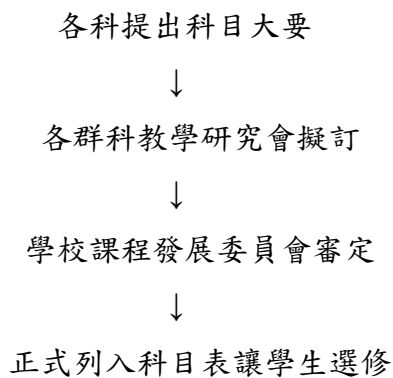 各科提出科目大要
↓
各群科教學研究會擬訂
↓
學校課程發展委員會審定
↓
正式列入科目表讓學生選修